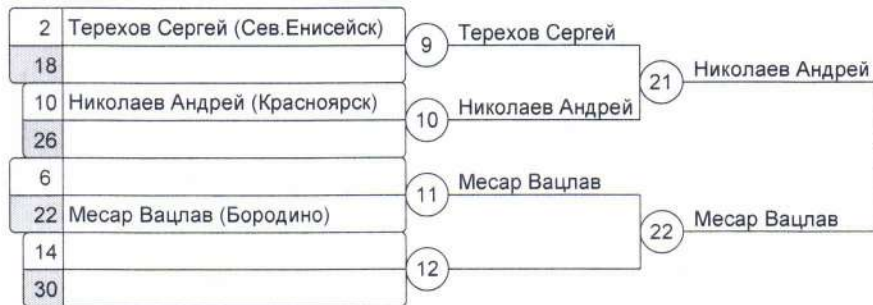 2 Терехов Сергей (Сев.Енисейск)
9 Терехов Сергей
18
21 Николаев Андрей
10 Николаев Андрей (Красноярск)
10 Николаев Андрей
26
6
11 Месар Вацлав
22 Месар Вацлав (Бородино)
22 Месар Вацлав
14
12
30